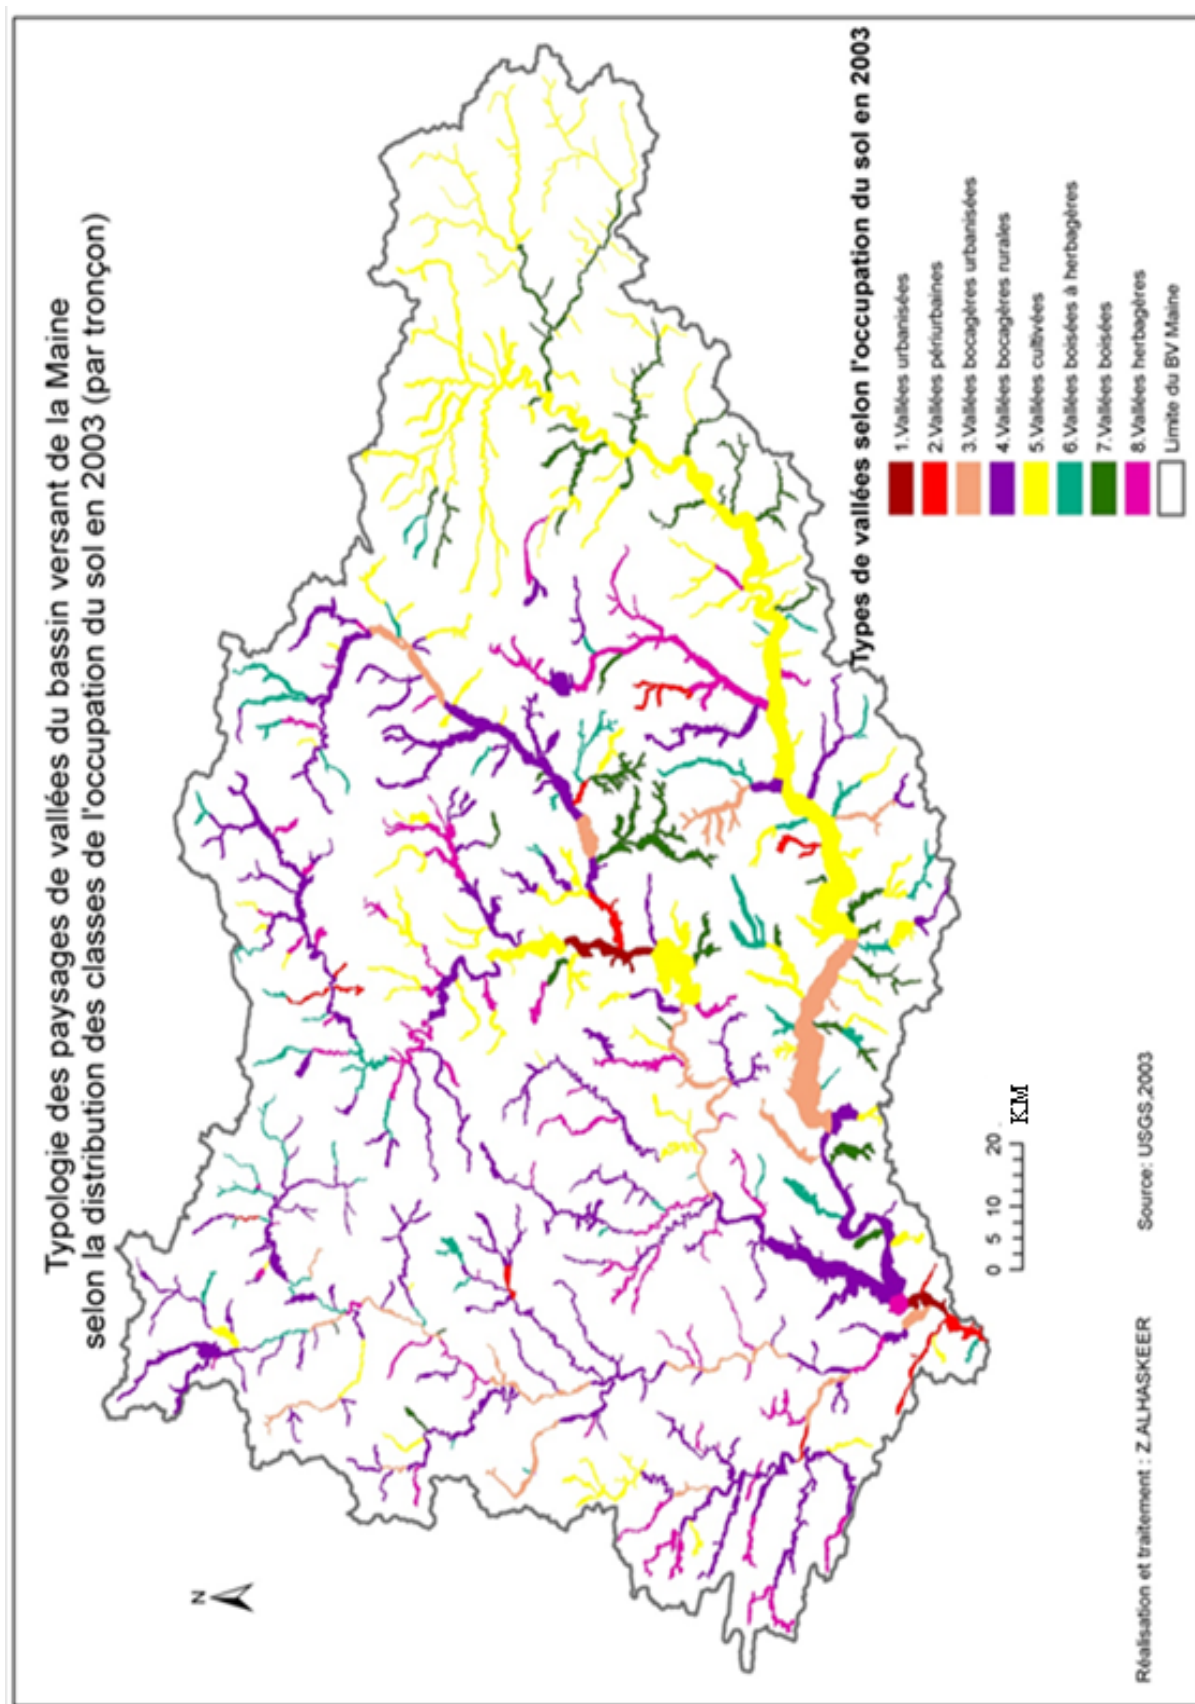 Typologie des paysages de vallées du bassin versant de la Maine
selon la distribution des classes de l'occupation du sol en 2003 (par tronçon)
N
Types de vallées selon l'occupation du sol en 2003
1.Vallées urbanisées
2.Vallées périurbaines
3.Vallées bocagères urbanisées
4.Vallées bocagères rurales
5.Vallées cultivées
6.Vallées boisées à herbagères
7.Vallées boisées
8.Vallées herbagères
Limite du BV Maine
0 5 10 20
KM
Réalisation et traitement : Z.ALHASKEER
Source: USGS,2003